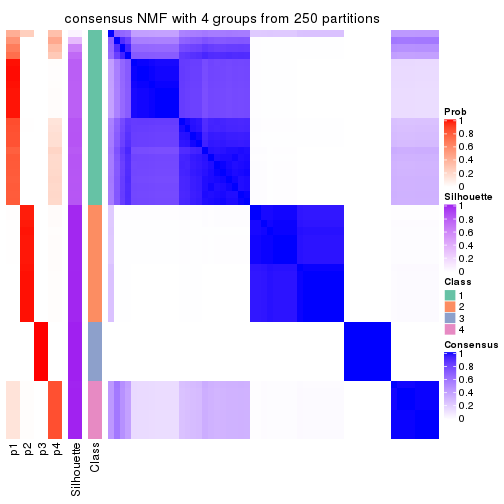 consensus NMF with 4 groups from 250 partitions
Prob
1
0.8
0.6
0.4
0.2
0
Silhouette
1
0.8
0.6
0.4
0.2
0
Class
1
2
3
4
Consensus
1
0.8
0.6
0.4
0.2
0
p1
p2
p3
p4
Silhouette
Class